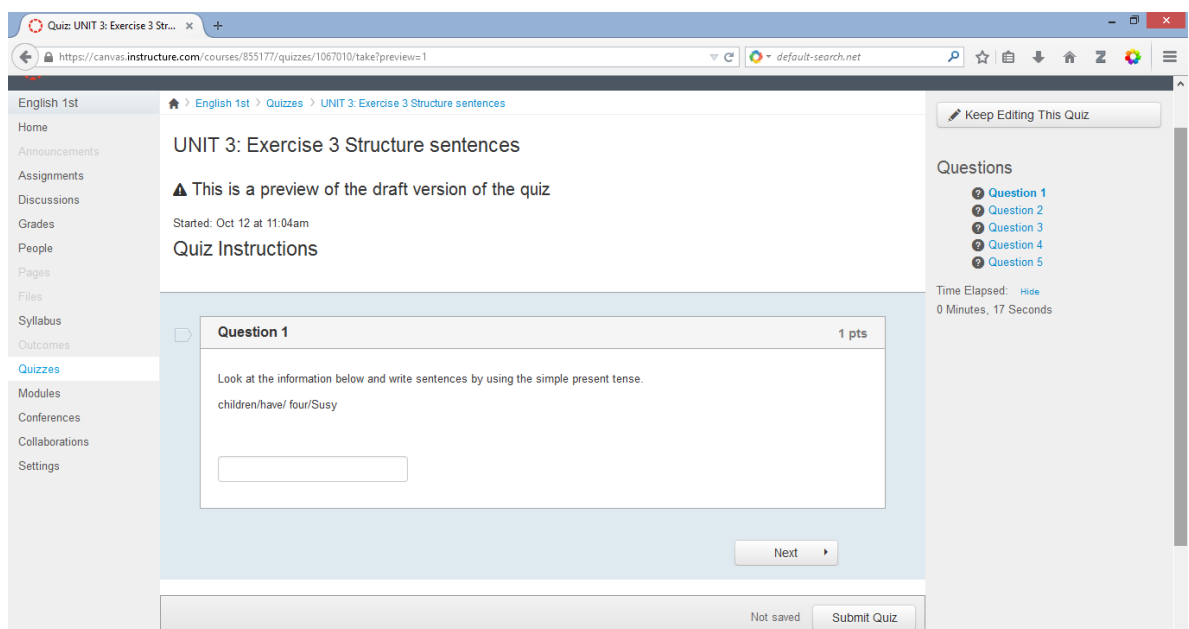 Quiz: UNIT 3: Exercise 3 Str...
https://canvas.instructure.com/courses/855177/quizzes/1067010/take?preview=1
default-search.net
English 1st
Home
Announcements
Assignments
Discussions
Grades
People
Pages
Files
Syllabus
Outcomes
Quizzes
Modules
Conferences
Collaborations
Settings
English 1st > Quizzes > UNIT 3: Exercise 3 Structure sentences
UNIT 3: Exercise 3 Structure sentences
This is a preview of the draft version of the quiz
Started: Oct 12 at 11:04am
Quiz Instructions
Question 1 1 pts
Look at the information below and write sentences by using the simple present tense.
children/have/ four/Susy
Next
Not saved Submit Quiz
Keep Editing This Quiz
Questions
Question 1
Question 2
Question 3
Question 4
Question 5
Time Elapsed: Hide
0 Minutes, 17 Seconds